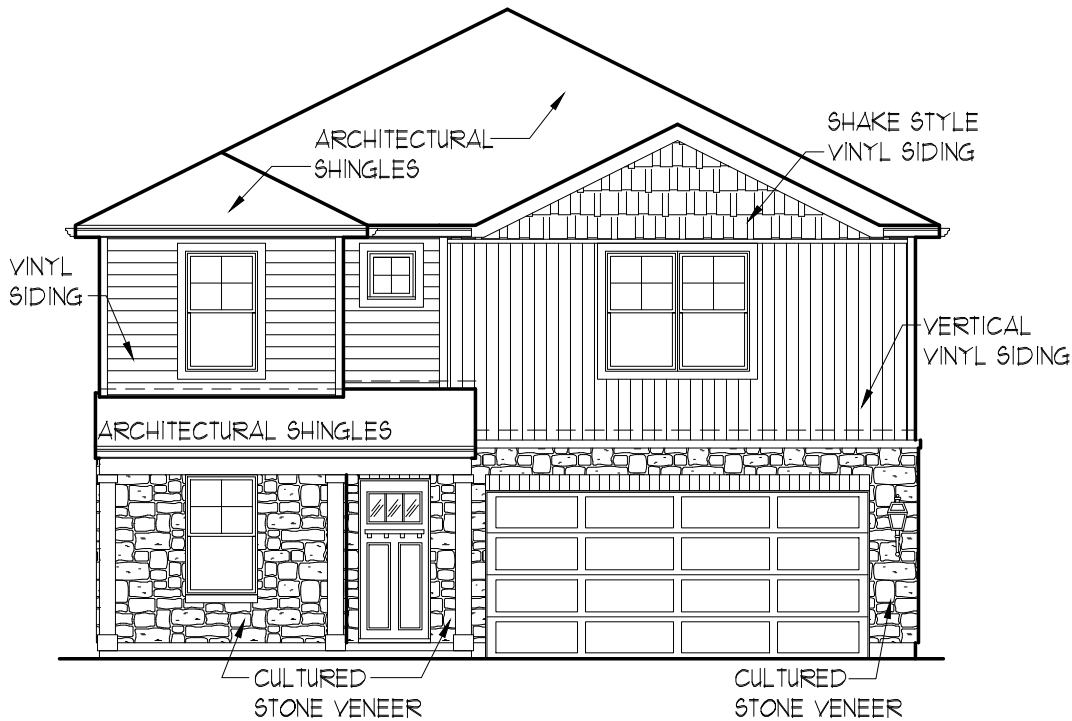 ARCHITECTURAL
SHINGLES
SHAKE STYLE
VINYL SIDING
VINYL
SIDING
VERTICAL
VINYL SIDING
ARCHITECTURAL SHINGLES
CULTURED
STONE VENEER
CULTURED
STONE VENEER